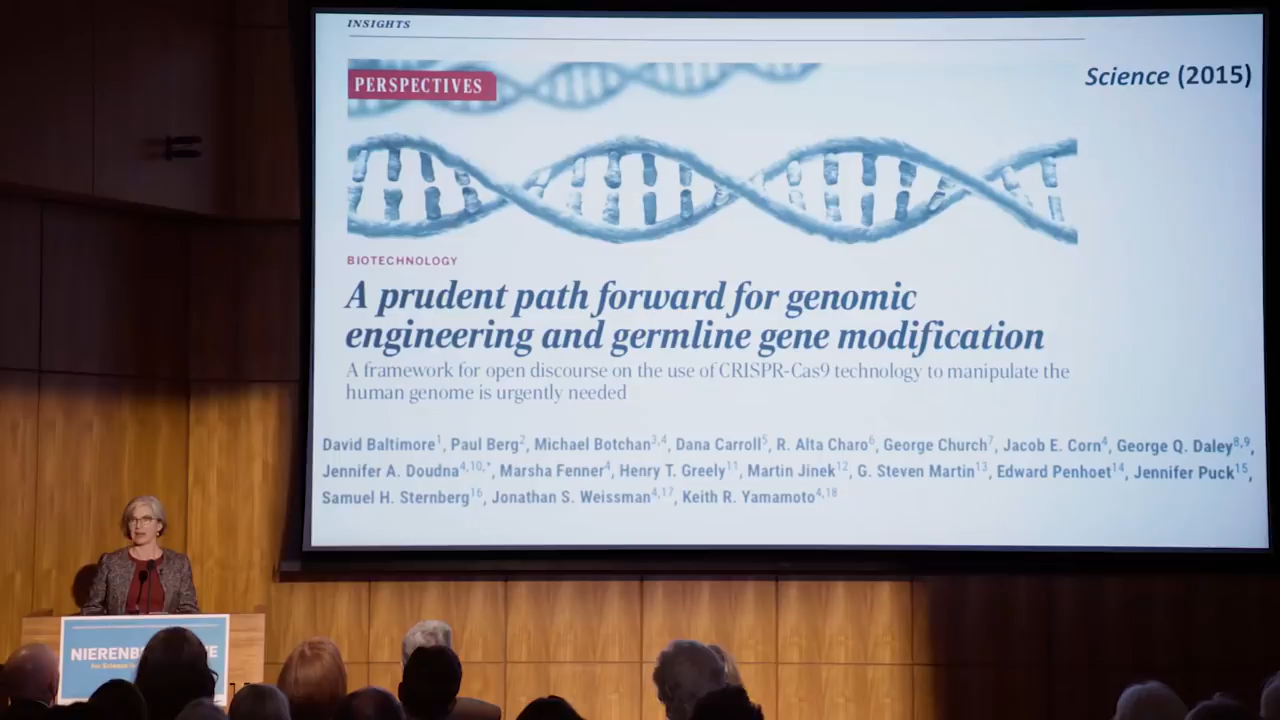 INSIGHTS
PERSPECTIVES
Science (2015)
BIOTECHNOLOGY
A prudent path forward for genomic
engineering and germline gene modification
A framework for open discourse on the use of CRISPR-Cas9 technology to manipulate the
human genome is urgently needed
David Baltimore¹, Paul Berg², Michael Botchan³,⁴, Dana Carroll⁵, R. Alta Charo⁶, George Church⁷, Jacob E. Corn⁴, George Q. Daley⁸,⁹,
Jennifer A. Doudna⁴,¹⁰,*, Marsha Fenner⁴, Henry T. Greely¹¹, Martin Jinek¹², G. Steven Martin¹³, Edward Penhoet¹⁴, Jennifer Puck¹⁵,
Samuel H. Sternberg¹⁶, Jonathan S. Weissman⁴,¹⁷, Keith R. Yamamoto⁴,¹⁸
for Science